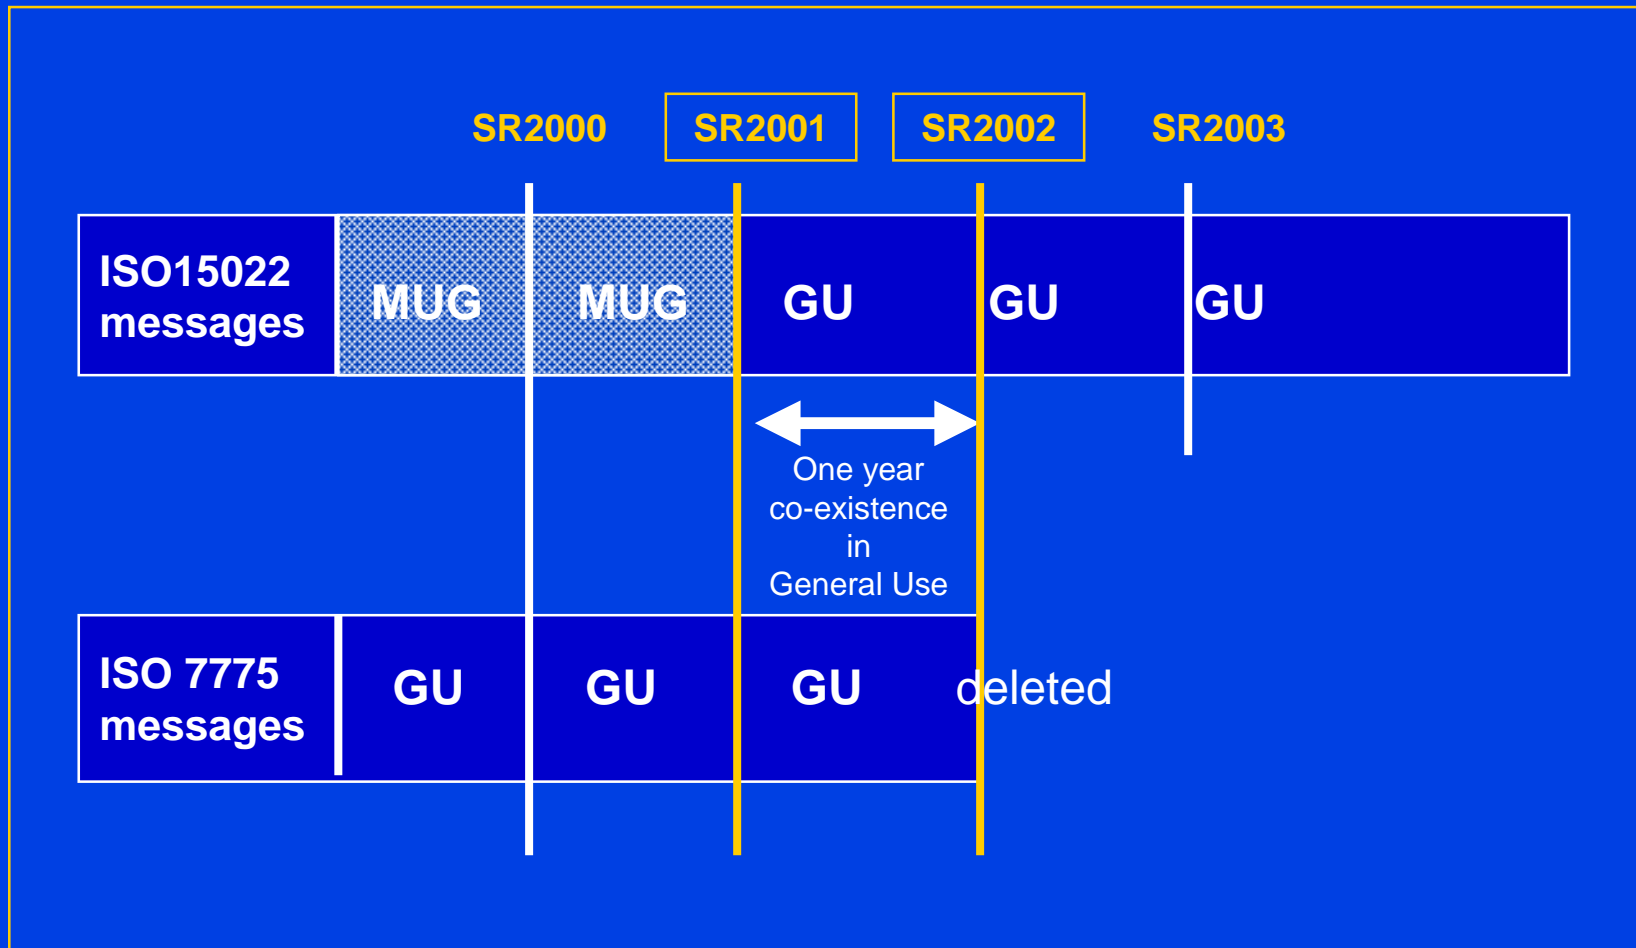 SR2000 SR2001 SR2002 SR2003
ISO15022
messages
MUG MUG GU GU GU
One year
co-existence
in
General Use
ISO 7775
messages
GU GU GU deleted